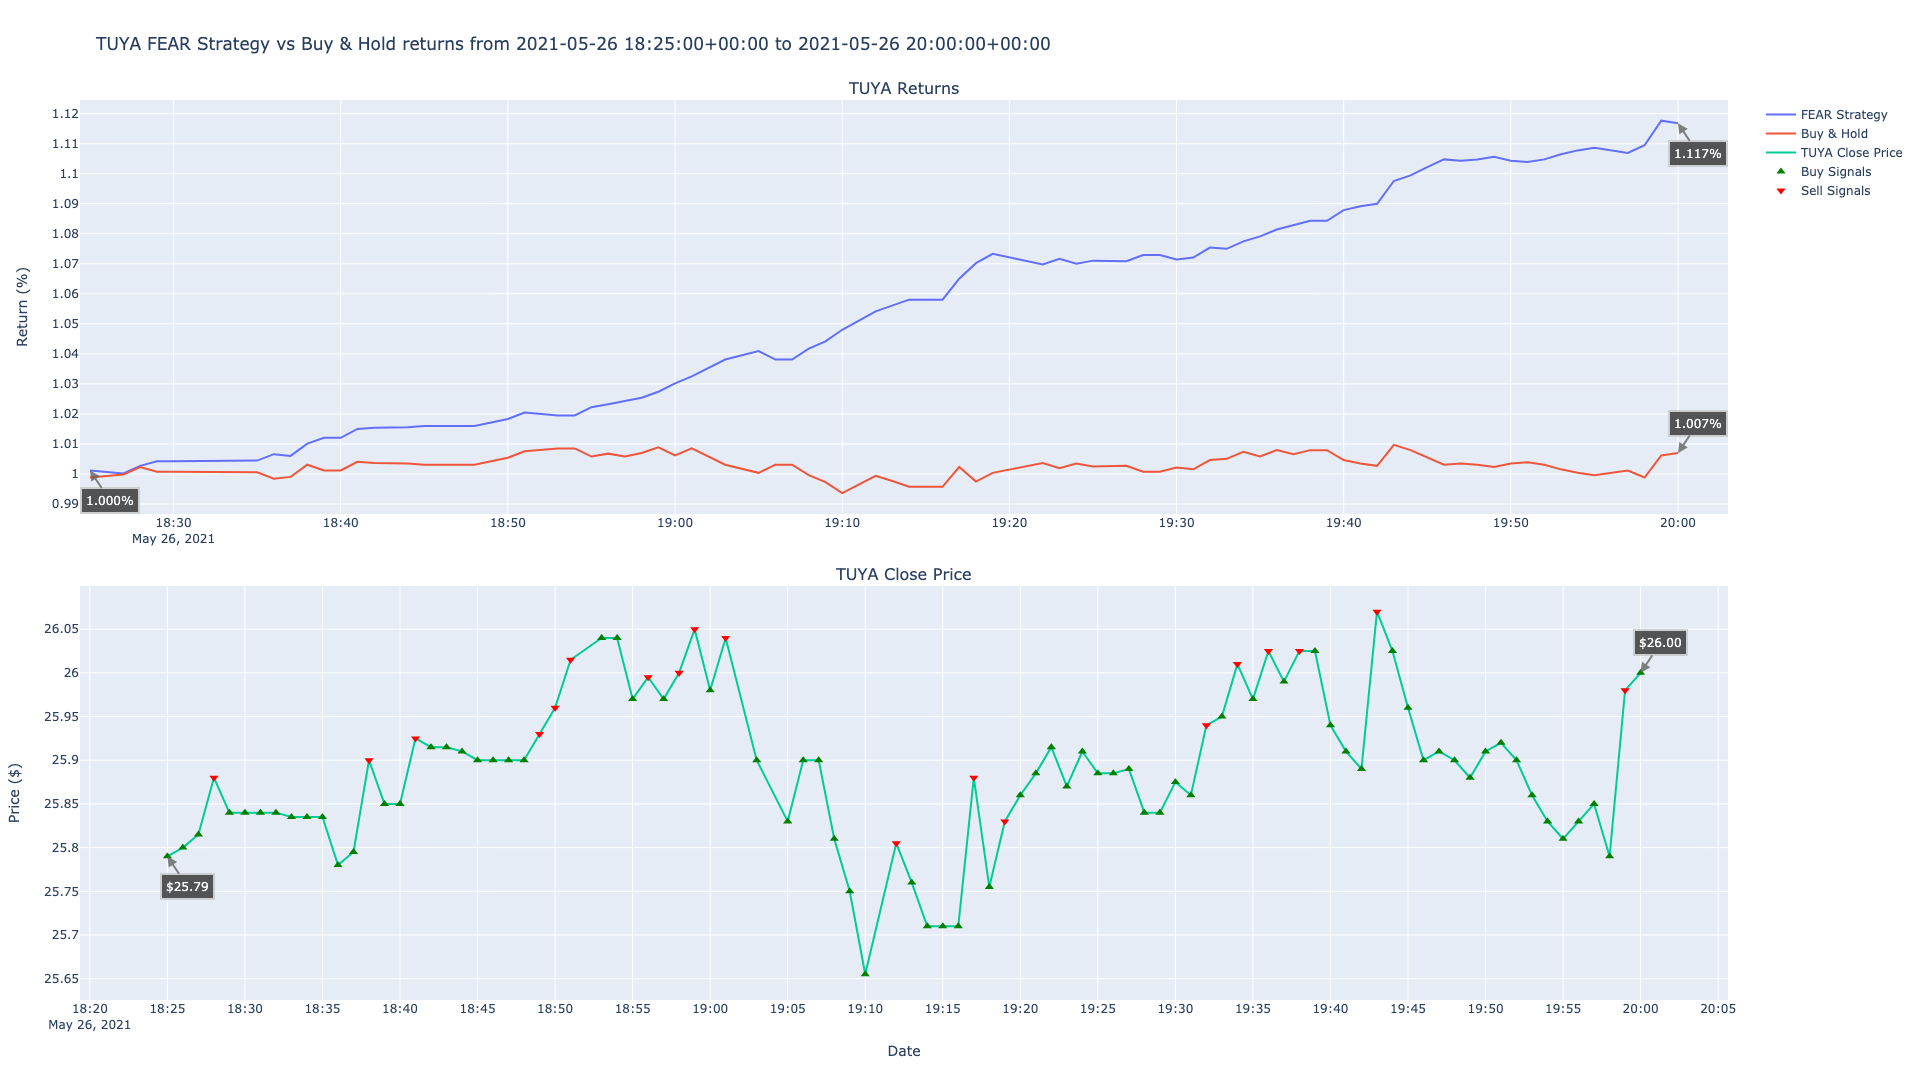 TUYA FEAR Strategy vs Buy & Hold returns from 2021-05-26 18:25:00+00:00 to 2021-05-26 20:00:00+00:00
TUYA Returns
1.12
1.11
1.1
1.09
1.08
1.07
1.06
1.05
1.04
1.03
1.02
1.01
1
0.99
Return (%)
1.117%
1.007%
1.000%
18:30 18:40 18:50 19:00 19:10 19:20 19:30 19:40 19:50 20:00
May 26, 2021
FEAR Strategy
Buy & Hold
TUYA Close Price
Buy Signals
Sell Signals
TUYA Close Price
26.05
26
25.95
25.9
25.85
25.8
25.75
25.7
25.65
Price ($)
$26.00
$25.79
18:20 18:25 18:30 18:35 18:40 18:45 18:50 18:55 19:00 19:05 19:10 19:15 19:20 19:25 19:30 19:35 19:40 19:45 19:50 19:55 20:00 20:05
May 26, 2021
Date